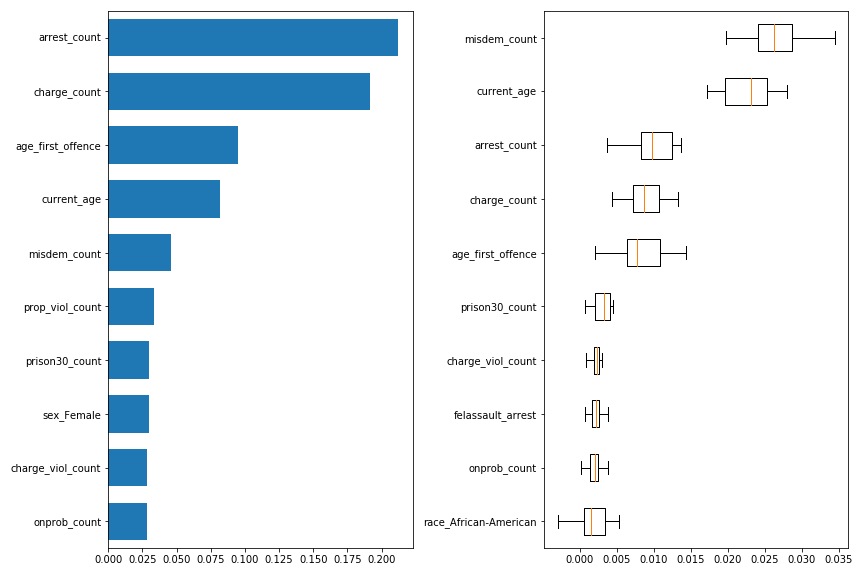 arrest_count
charge_count
age_first_offence
current_age
misdem_count
prop_viol_count
prison30_count
sex_Female
charge_viol_count
onprob_count
0.000 0.025 0.050 0.075 0.100 0.125 0.150 0.175 0.200
misdem_count
current_age
arrest_count
charge_count
age_first_offence
prison30_count
charge_viol_count
felassault_arrest
onprob_count
race_African-American
0.000 0.005 0.010 0.015 0.020 0.025 0.030 0.035